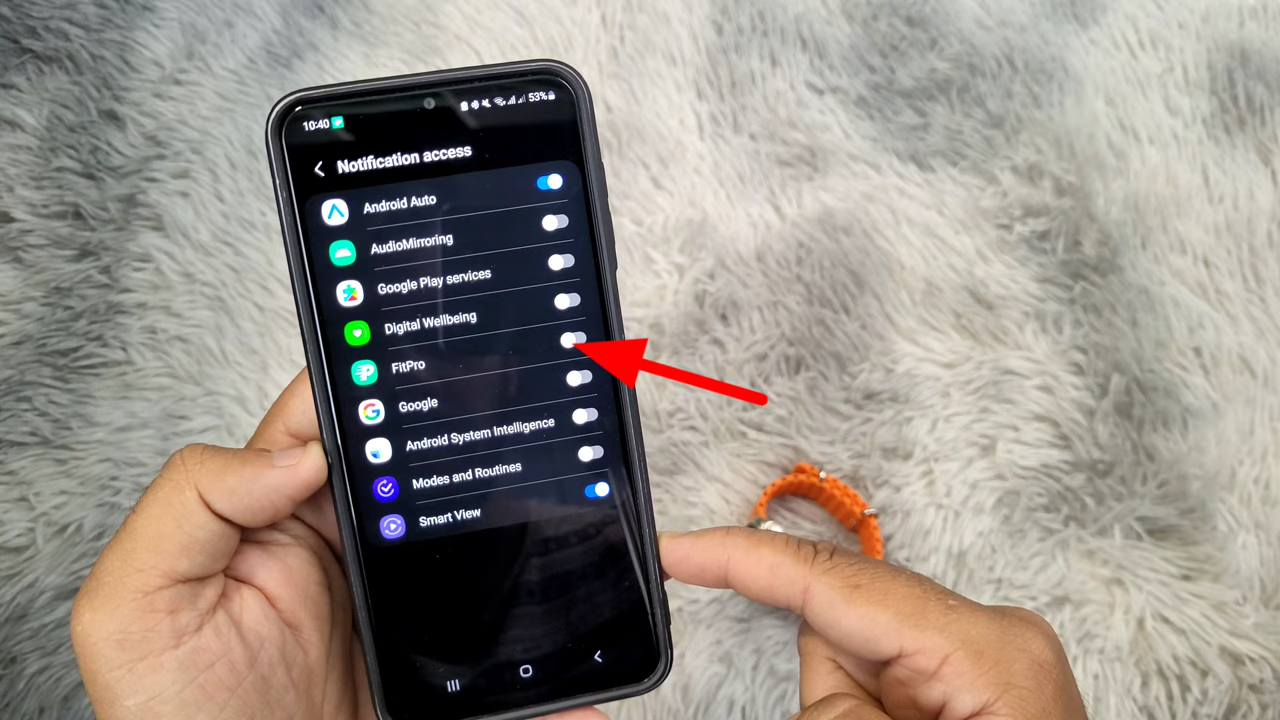 10:40
53%
Notification access
Android Auto
AudioMirroring
Google Play services
Digital Wellbeing
FitPro
Google
Android System Intelligence
Modes and Routines
Smart View